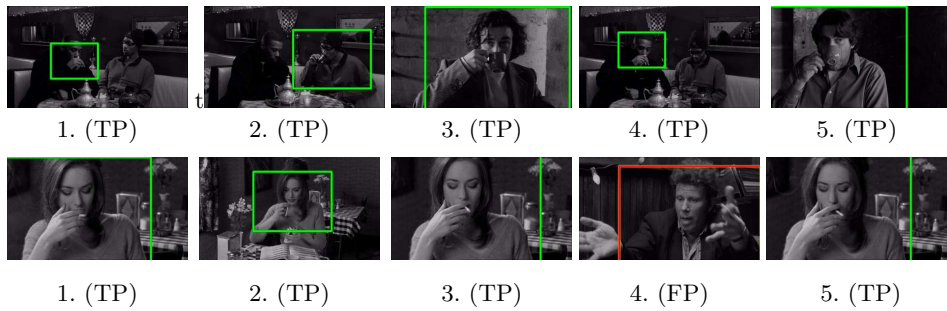 t
1. (TP) 2. (TP) 3. (TP) 4. (TP) 5. (TP)
1. (TP) 2. (TP) 3. (TP) 4. (FP) 5. (TP)